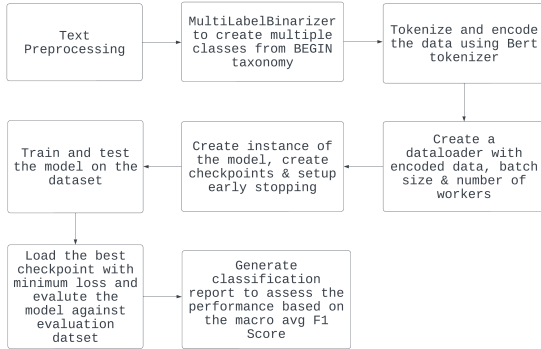 Text
Preprocessing
MultiLabelBinarizer
to create multiple
classes from BEGIN
taxonomy
Tokenize and encode
the data using Bert
tokenizer
Create a
dataloader with
encoded data, batch
size & number of
workers
Create instance of
the model, create
checkpoints & setup
early stopping
Train and test
the model on the
dataset
Load the best
checkpoint with
minimum loss and
evalute the
model against
evaluation
datset
Generate
classification
report to assess the
performance based on
the macro avg F1
Score